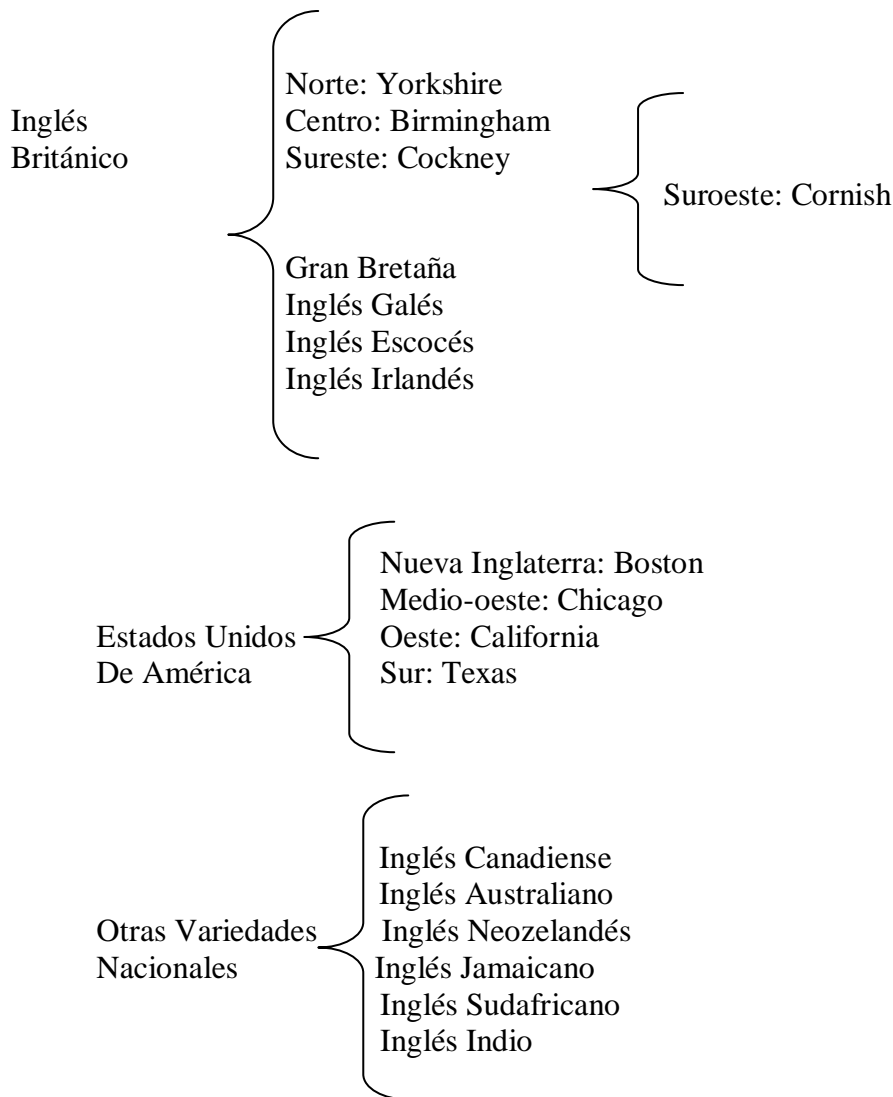 Inglés
Británico
Norte: Yorkshire
Centro: Birmingham
Sureste: Cockney
Gran Bretaña
Inglés Galés
Inglés Escocés
Inglés Irlandés
Suroeste: Cornish
Estados Unidos
De América
Nueva Inglaterra: Boston
Medio-oeste: Chicago
Oeste: California
Sur: Texas
Otras Variedades
Nacionales
Inglés Canadiense
Inglés Australiano
Inglés Neozelandés
Inglés Jamaicano
Inglés Sudafricano
Inglés Indio